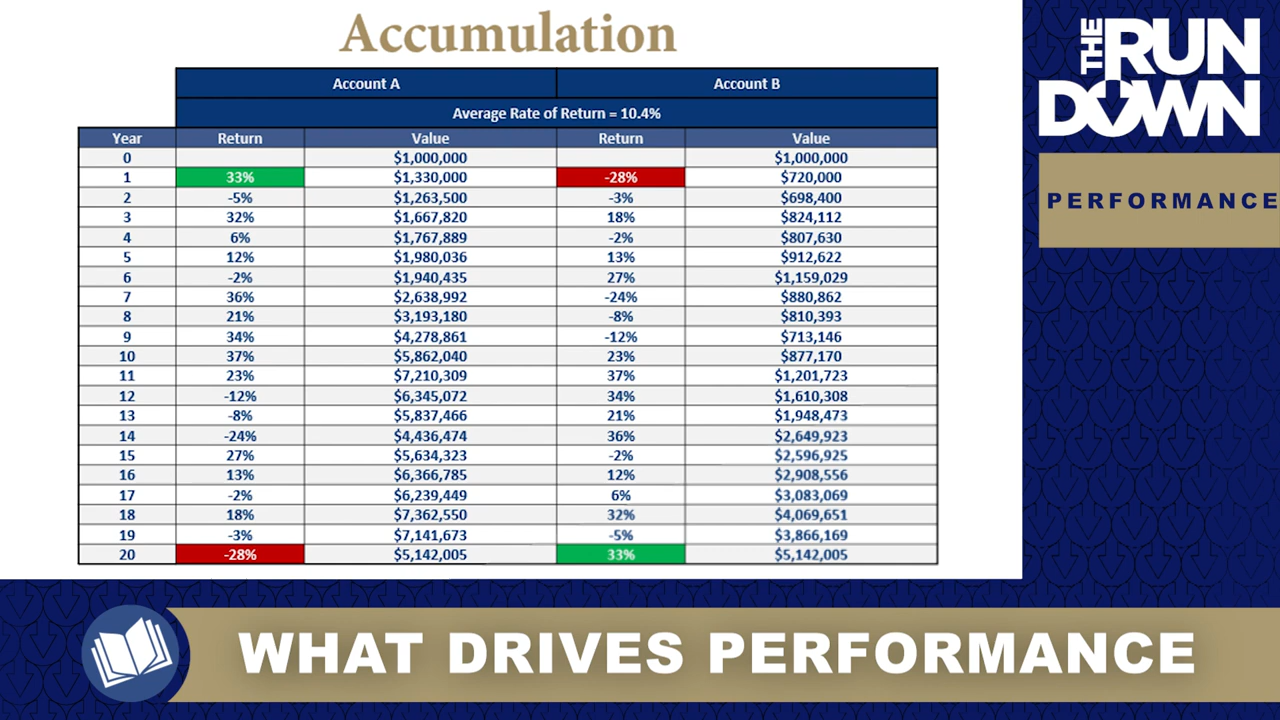 Accumulation
Account A Account B
Average Rate of Return = 10.4%
Year Return Value Return Value
0 $1,000,000 $1,000,000
1 33% $1,330,000 -28% $720,000
2 -5% $1,263,500 -3% $698,400
3 32% $1,667,820 18% $824,112
4 6% $1,767,889 -2% $807,630
5 12% $1,980,036 13% $912,622
6 -2% $1,940,435 27% $1,159,029
7 36% $2,638,992 -24% $880,862
8 21% $3,193,180 -8% $810,393
9 34% $4,278,861 -12% $713,146
10 37% $5,862,040 23% $877,170
11 23% $7,210,309 37% $1,201,723
12 -12% $6,345,072 34% $1,610,308
13 -8% $5,837,466 21% $1,948,473
14 -24% $4,436,474 36% $2,649,923
15 27% $5,634,323 -2% $2,596,925
16 13% $6,366,785 12% $2,908,556
17 -2% $6,239,449 6% $3,083,069
18 18% $7,362,550 32% $4,069,651
19 -3% $7,141,673 -5% $3,866,169
20 -28% $5,142,005 33% $5,142,005
THE RUN
DOWN
PERFORMANCE
WHAT DRIVES PERFORMANCE